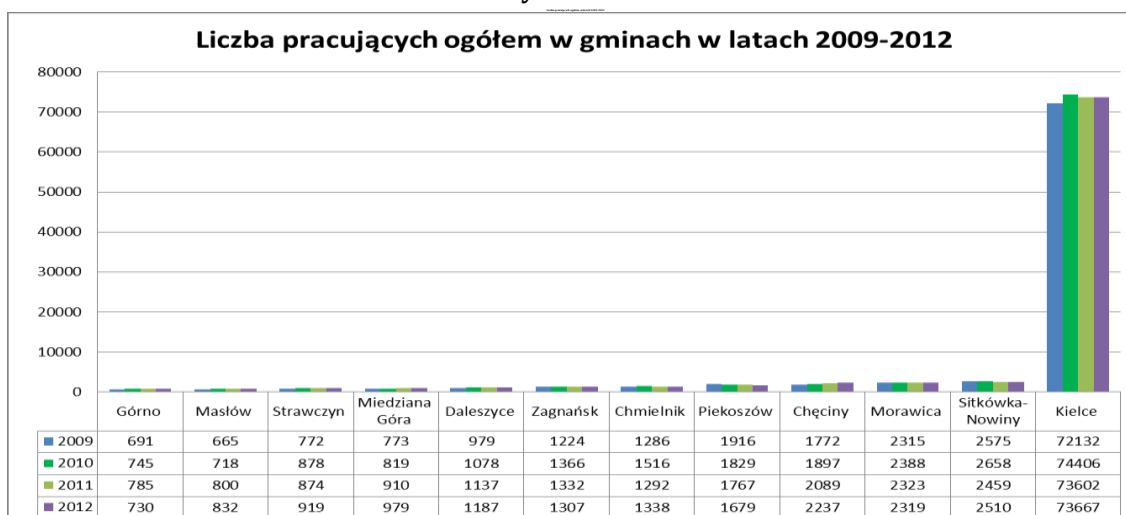 Liczba pracujących ogółem w gminach w latach 2009-2012
80000
70000
60000
50000
40000
30000
20000
10000
0
Górno Masłów Strawczyn Miedziana Góra Daleszyce Zagnańsk Chmielnik Piekoszów Chęciny Morawica Sitkówka-Nowiny Kielce
2009 691 665 772 773 979 1224 1286 1916 1772 2315 2575 72132
2010 745 718 878 819 1078 1366 1516 1829 1897 2388 2658 74406
2011 785 800 874 910 1137 1332 1292 1767 2089 2323 2459 73602
2012 730 832 919 979 1187 1307 1338 1679 2237 2319 2510 73667